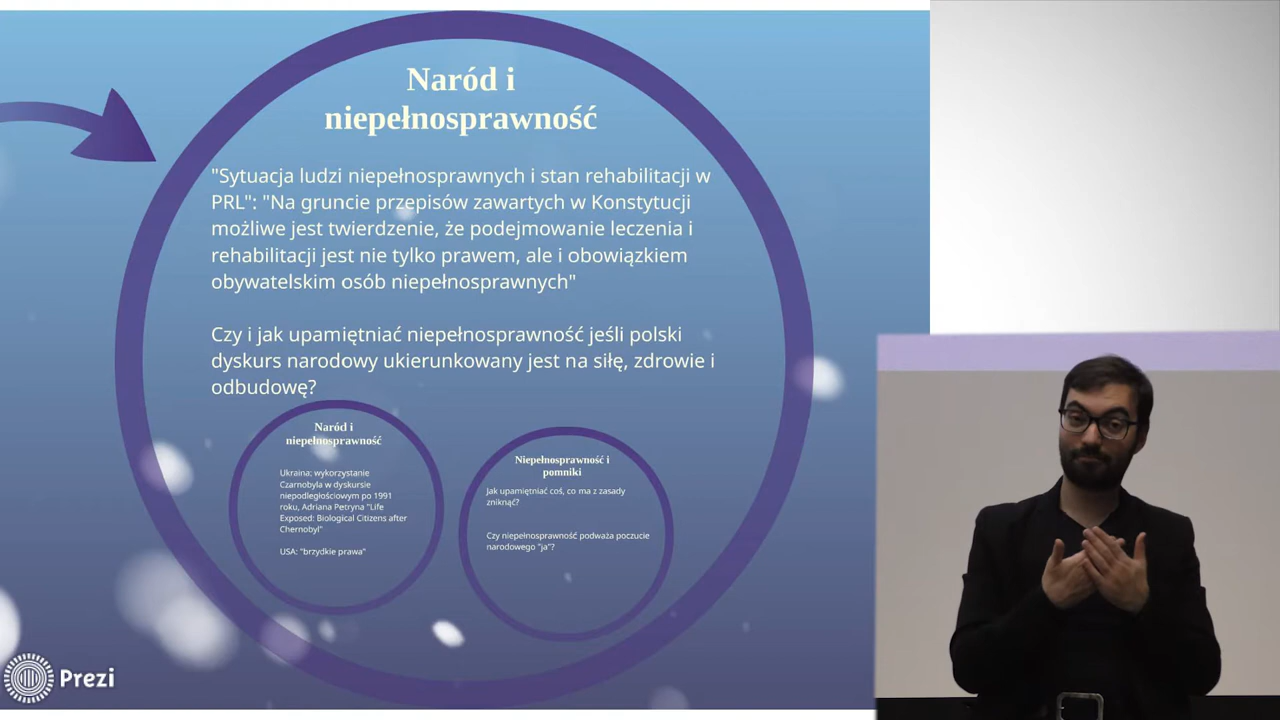 Naród i
niepełnosprawność
"Sytuacja ludzi niepełnosprawnych i stan rehabilitacji w
PRL": "Na gruncie przepisów zawartych w Konstytucji
możliwe jest twierdzenie, że podejmowanie leczenia i
rehabilitacji jest nie tylko prawem, ale i obowiązkiem
obywatelskim osób niepełnosprawnych"
Czy i jak upamiętniać niepełnosprawność jeśli polski
dyskurs narodowy ukierunkowany jest na siłę, zdrowie i
odbudowę?
Naród i
niepełnosprawność
Ukraina: wykorzystanie
Czarnobyla w dyskursie
niepodległościowym po 1991
roku, Adriana Petryna "Life
Exposed: Biological Citizens after
Chernobyl"
USA: "brzydkie prawa"
Niepełnosprawność i
pomniki
Jak upamiętniać coś, co ma z zasady
zniknąć?
Czy niepełnosprawność podważa poczucie
narodowego "ja"?
Prezi